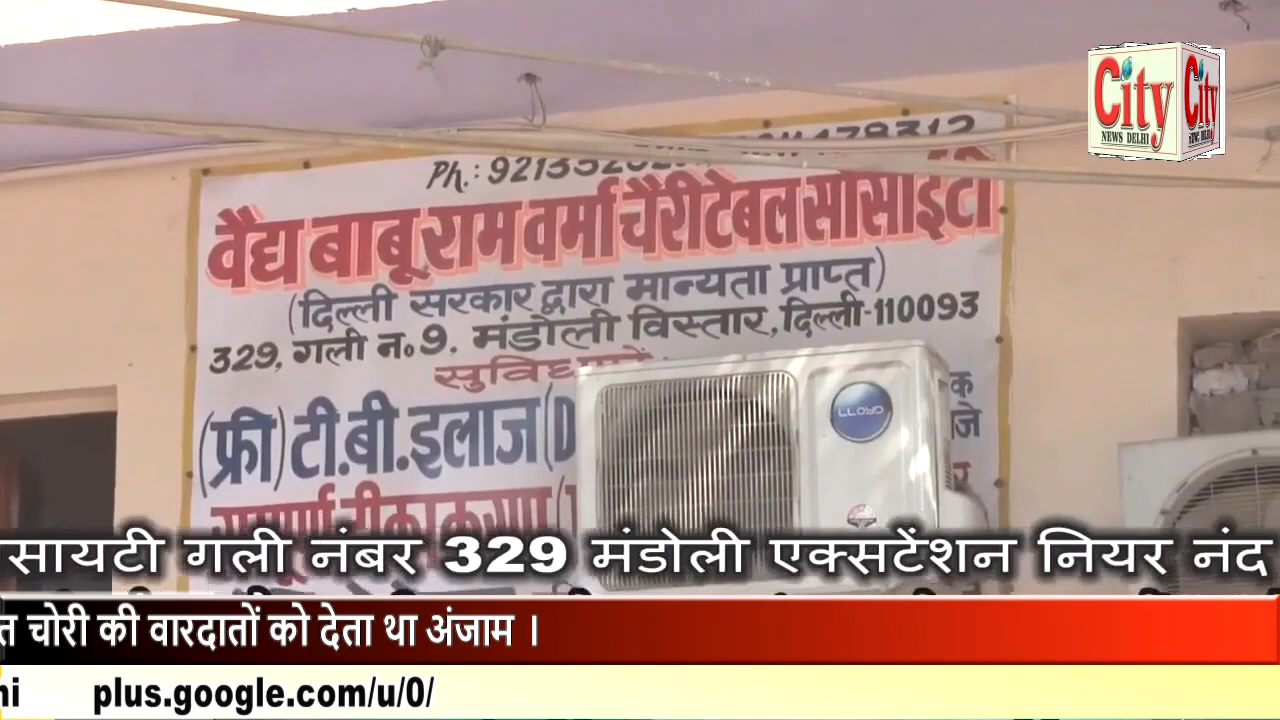 City City
NEWS DELHI
Ph.:
वैद्य बाबू राम वर्मा चैरीटेबल सोसाइटी
(दिल्ली सरकार द्वारा मान्यता प्राप्त)
329, गली न॰ 9, मंडोली विस्तार, दिल्ली-110093
LLOYD
(फ्री) टी.बी. इलाज (D
सायटी गली नंबर 329 मंडोली एक्सटेंशन नियर नंद
त चोरी की वारदातों को देता था अंजाम ।
hi plus.google.com/u/0/